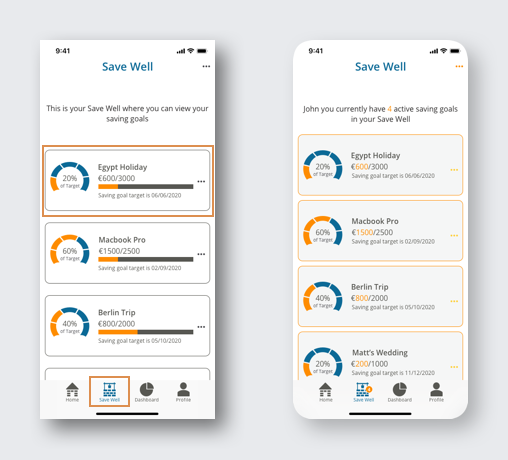 9:41
Save Well
This is your Save Well where you can view your
saving goals
20%
of Target
Egypt Holiday
€600/3000
Saving goal target is 06/06/2020
60%
of Target
Macbook Pro
€1500/2500
Saving goal target is 02/09/2020
40%
of Target
Berlin Trip
€800/2000
Saving goal target is 05/10/2020
Home
Save Well
Dashboard
Profile
9:41
Save Well
John you currently have 4 active saving goals
in your Save Well
20%
of Target
Egypt Holiday
€600/3000
Saving goal target is 06/06/2020
60%
of Target
Macbook Pro
€1500/2500
Saving goal target is 02/09/2020
40%
of Target
Berlin Trip
€800/2000
Saving goal target is 05/10/2020
20%
of Target
Matt's Wedding
€200/1000
Saving goal target is 11/12/2020
4
Home
Save Well
Dashboard
Profile